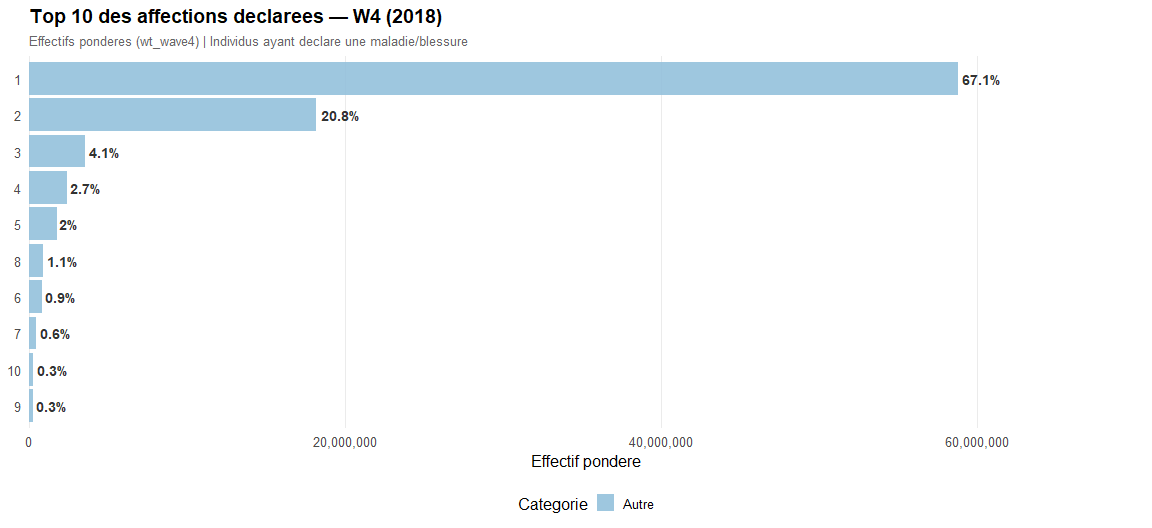 Top 10 des affections declarees — W4 (2018)
Effectifs ponderes (wt_wave4) | Individus ayant declare une maladie/blessure
1 67.1%
2 20.8%
3 4.1%
4 2.7%
5 2%
8 1.1%
6 0.9%
7 0.6%
10 0.3%
9 0.3%
0 20,000,000 40,000,000 60,000,000
Effectif pondere
Categorie Autre